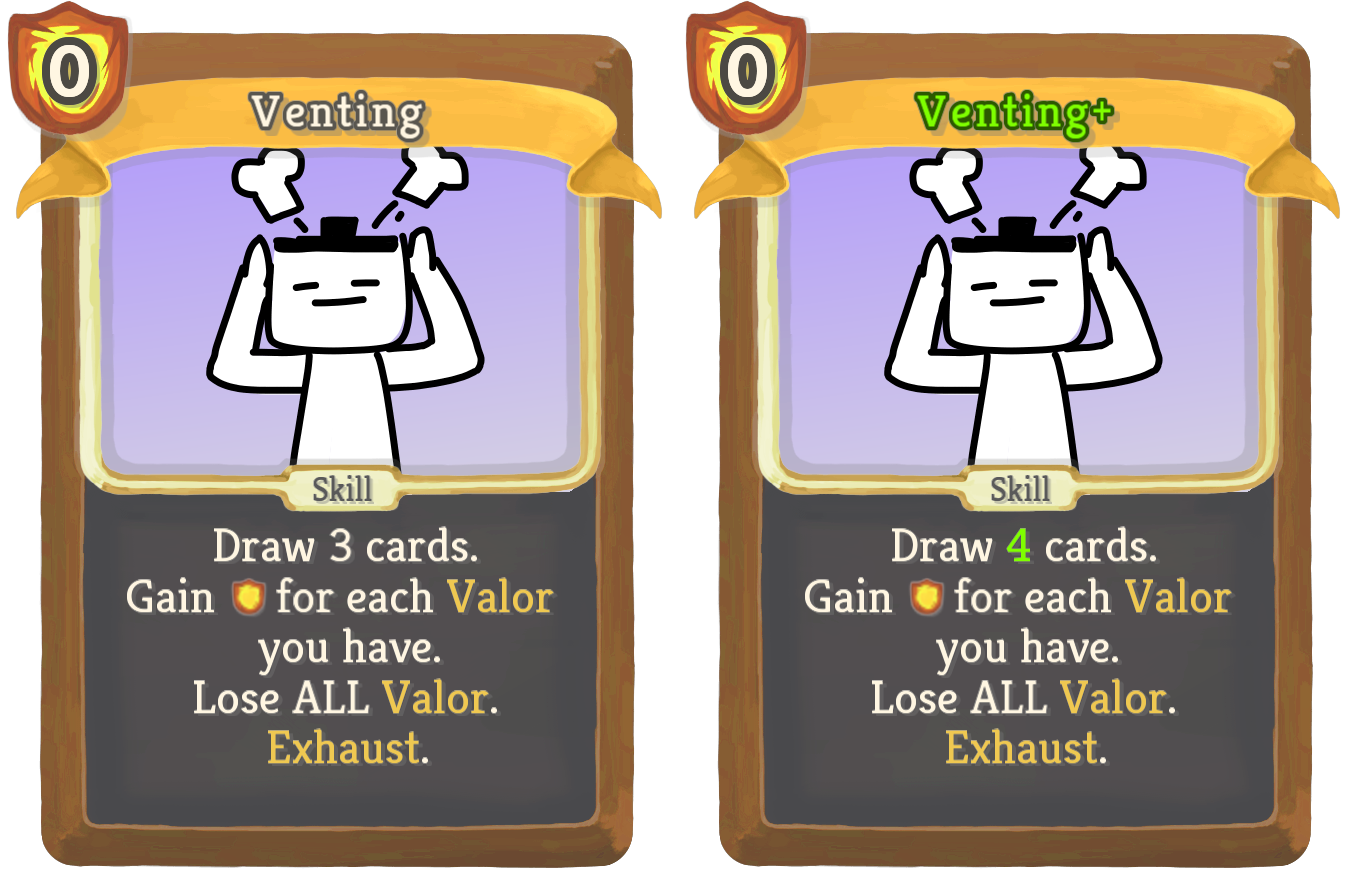 0
Venting
Skill
Draw 3 cards.
Gain for each Valor
you have.
Lose ALL Valor.
Exhaust.
0
Venting+
Skill
Draw 4 cards.
Gain for each Valor
you have.
Lose ALL Valor.
Exhaust.